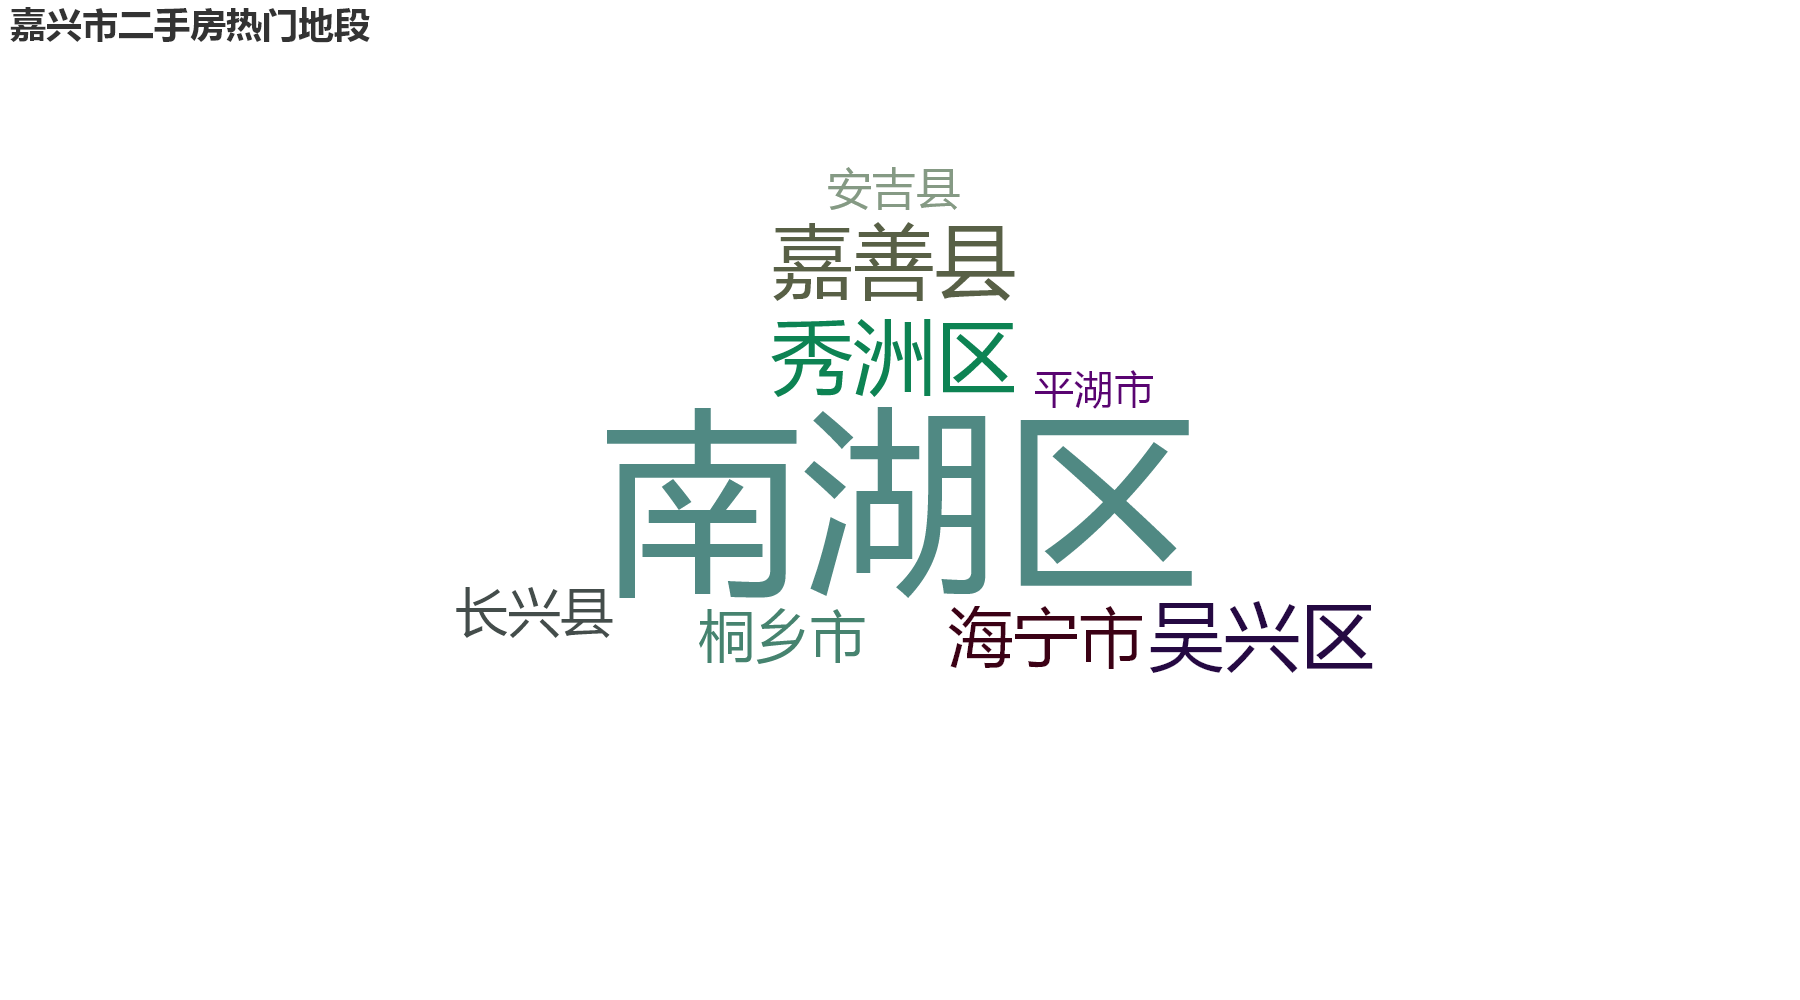 嘉兴市二手房热门地段
安吉县
嘉善县
秀洲区
平湖市
南湖区
长兴县
桐乡市
海宁市
吴兴区